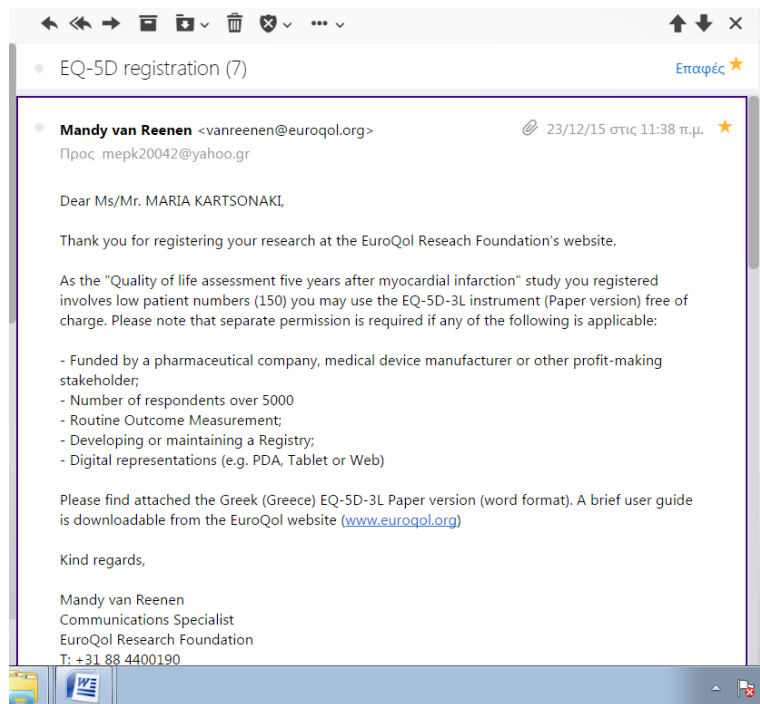 EQ-5D registration (7)
Επαφές
Mandy van Reenen <vanreenen@euroqol.org>
23/12/15 στις 11:38 π.μ.
Προς mepk20042@yahoo.gr
Dear Ms/Mr. MARIA KARTSONAKI,
Thank you for registering your research at the EuroQol Reseach Foundation's website.
As the "Quality of life assessment five years after myocardial infarction" study you registered
involves low patient numbers (150) you may use the EQ-5D-3L instrument (Paper version) free of
charge. Please note that separate permission is required if any of the following is applicable:
- Funded by a pharmaceutical company, medical device manufacturer or other profit-making
stakeholder;
- Number of respondents over 5000
- Routine Outcome Measurement;
- Developing or maintaining a Registry;
- Digital representations (e.g. PDA, Tablet or Web)
Please find attached the Greek (Greece) EQ-5D-3L Paper version (word format). A brief user guide
is downloadable from the EuroQol website (www.euroqol.org)
Kind regards,
Mandy van Reenen
Communications Specialist
EuroQol Research Foundation
T: +31 88 4400190